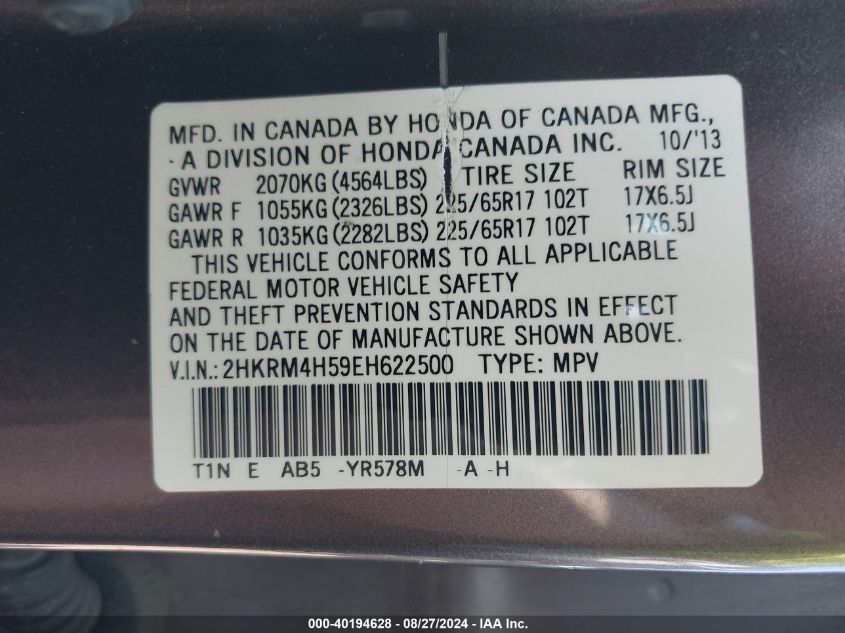 MFD. IN CANADA BY HONDA OF CANADA MFG.,
- A DIVISION OF HONDA CANADA INC. 10/'13
GVWR 2070KG (4564LBS) TIRE SIZE RIM SIZE
GAWR F 1055KG (2326LBS) 225/65R17 102T 17X6.5J
GAWR R 1035KG (2282LBS) 225/65R17 102T 17X6.5J
THIS VEHICLE CONFORMS TO ALL APPLICABLE
FEDERAL MOTOR VEHICLE SAFETY
AND THEFT PREVENTION STANDARDS IN EFFECT
ON THE DATE OF MANUFACTURE SHOWN ABOVE.
V.I.N.: 2HKRM4H59EH622500 TYPE: MPV
T1N E AB5 -YR578M -A -H
000-40194628 - 08/27/2024 - IAA Inc.